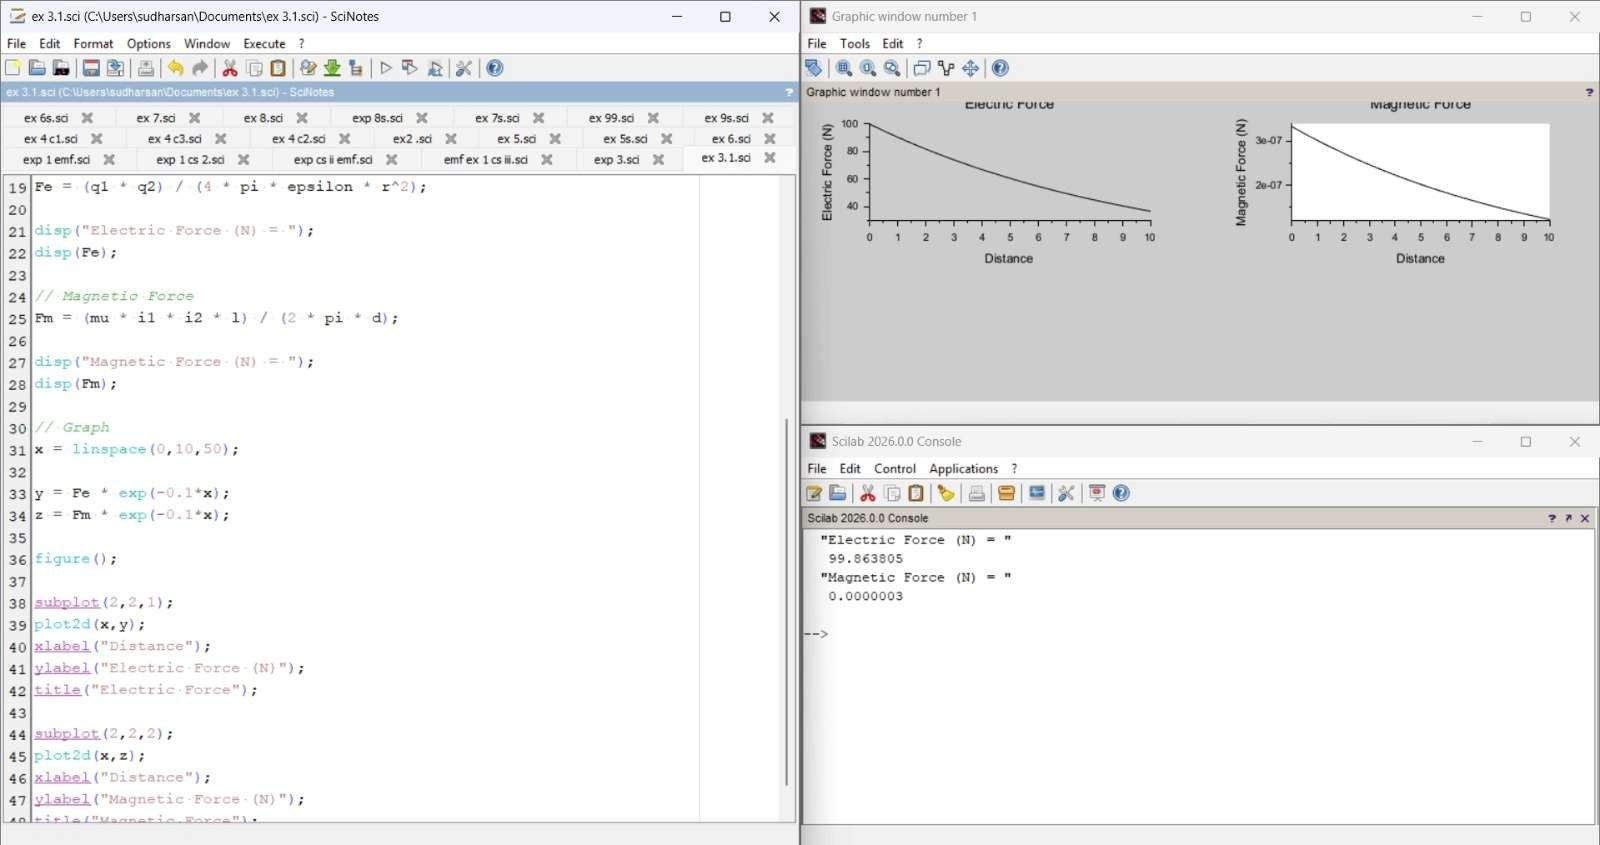 ex 3.1.sci (C:\Users\sudharsan\Documents\ex 3.1.sci) - SciNotes
File Edit Format Options Window Execute ?
ex 3.1.sci (C:\Users\sudharsan\Documents\ex 3.1.sci) - SciNotes ?
ex 6s.sci ex 7.sci ex 8.sci exp 8s.sci ex 7s.sci ex 99.sci ex 9s.sci
ex 4 c1.sci ex 4 c3.sci ex 4 c2.sci ex2 .sci ex 5.sci ex 5s.sci ex 6.sci
exp 1 emf.sci exp 1 cs 2.sci exp cs ii emf.sci emf ex 1 cs iii.sci exp 3.sci ex 3.1.sci
19 Fe = (q1 * q2) / (4 * pi * epsilon * r^2);
20
21 disp("Electric Force (N) = ");
22 disp(Fe);
23
24 // Magnetic Force
25 Fm = (mu * i1 * i2 * l) / (2 * pi * d);
26
27 disp("Magnetic Force (N) = ");
28 disp(Fm);
29
30 // Graph
31 x = linspace(0,10,50);
32
33 y = Fe * exp(-0.1*x);
34 z = Fm * exp(-0.1*x);
35
36 figure();
37
38 subplot(2,2,1);
39 plot2d(x,y);
40 xlabel("Distance");
41 ylabel("Electric Force (N)");
42 title("Electric Force");
43
44 subplot(2,2,2);
45 plot2d(x,z);
46 xlabel("Distance");
47 ylabel("Magnetic Force (N)");
48 title("Magnetic Force");
Graphic window number 1
File Tools Edit ?
Graphic window number 1 ?
Electric Force
Electric Force (N)
100
80
60
40
0 1 2 3 4 5 6 7 8 9 10
Distance
Magnetic Force
Magnetic Force (N)
3e-07
2e-07
0 1 2 3 4 5 6 7 8 9 10
Distance
Scilab 2026.0.0 Console
File Edit Control Applications ?
Scilab 2026.0.0 Console ?
"Electric Force (N) = "
99.863805
"Magnetic Force (N) = "
0.0000003
-->